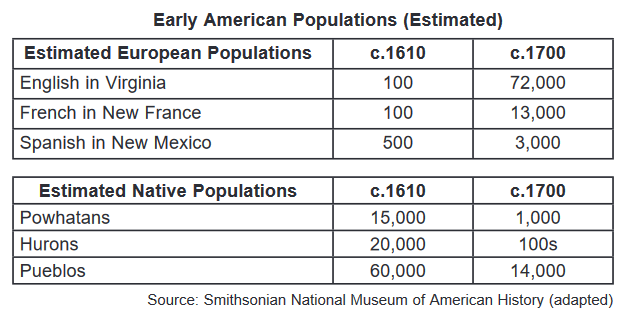 Early American Populations (Estimated)
Estimated European Populations c.1610 c.1700
English in Virginia 100 72,000
French in New France 100 13,000
Spanish in New Mexico 500 3,000
Estimated Native Populations c.1610 c.1700
Powhatans 15,000 1,000
Hurons 20,000 100s
Pueblos 60,000 14,000
Source: Smithsonian National Museum of American History (adapted)